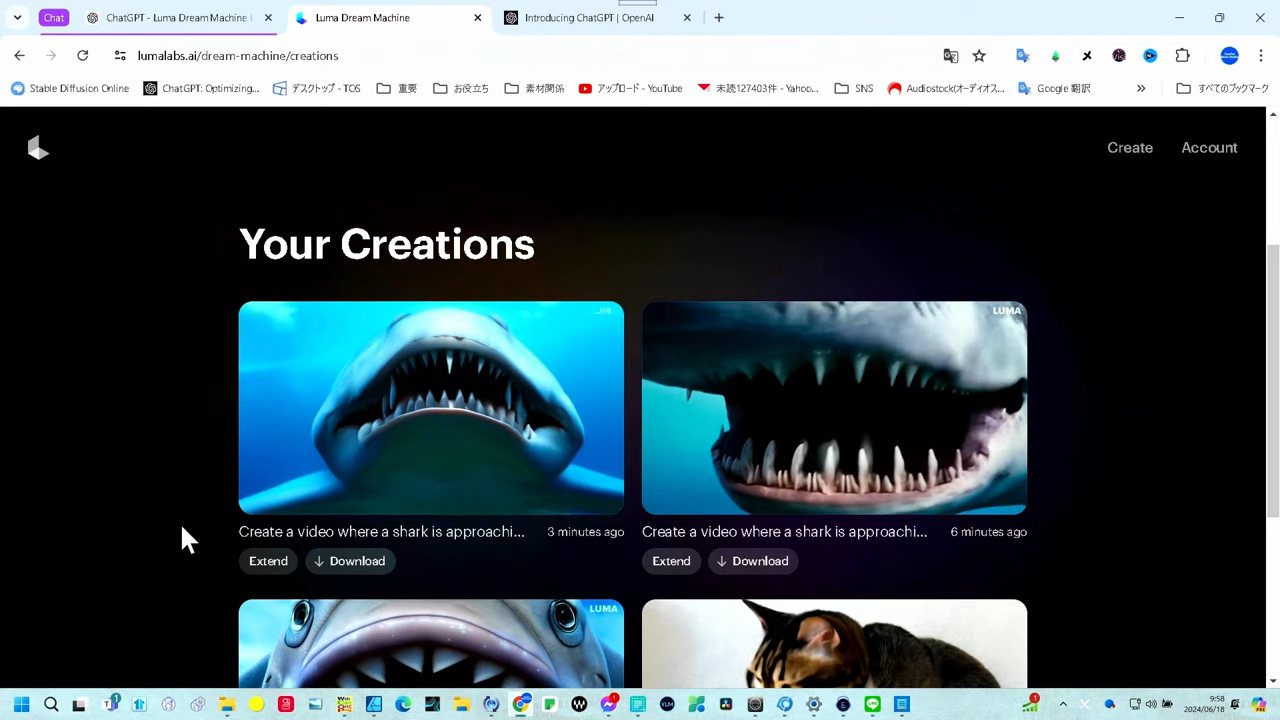 Chat
ChatGPT - Luma Dream Machine
Luma Dream Machine
Introducing ChatGPT | OpenAI
lumalabs.ai/dream-machine/creations
Stable Diffusion Online
ChatGPT: Optimizing...
デスクトップ - TOS
重要
お役立ち
素材関係
アップロード - YouTube
未読127403件 - Yahoo...
SNS
Audiostock(オーディオス...
Google 翻訳
»
すべてのブックマーク
Create
Account
Your Creations
LUMA
Create a video where a shark is approachi...
3 minutes ago
Create a video where a shark is approachi...
6 minutes ago
Extend
Download
Extend
Download
LUMA
9:58
2024/06/18